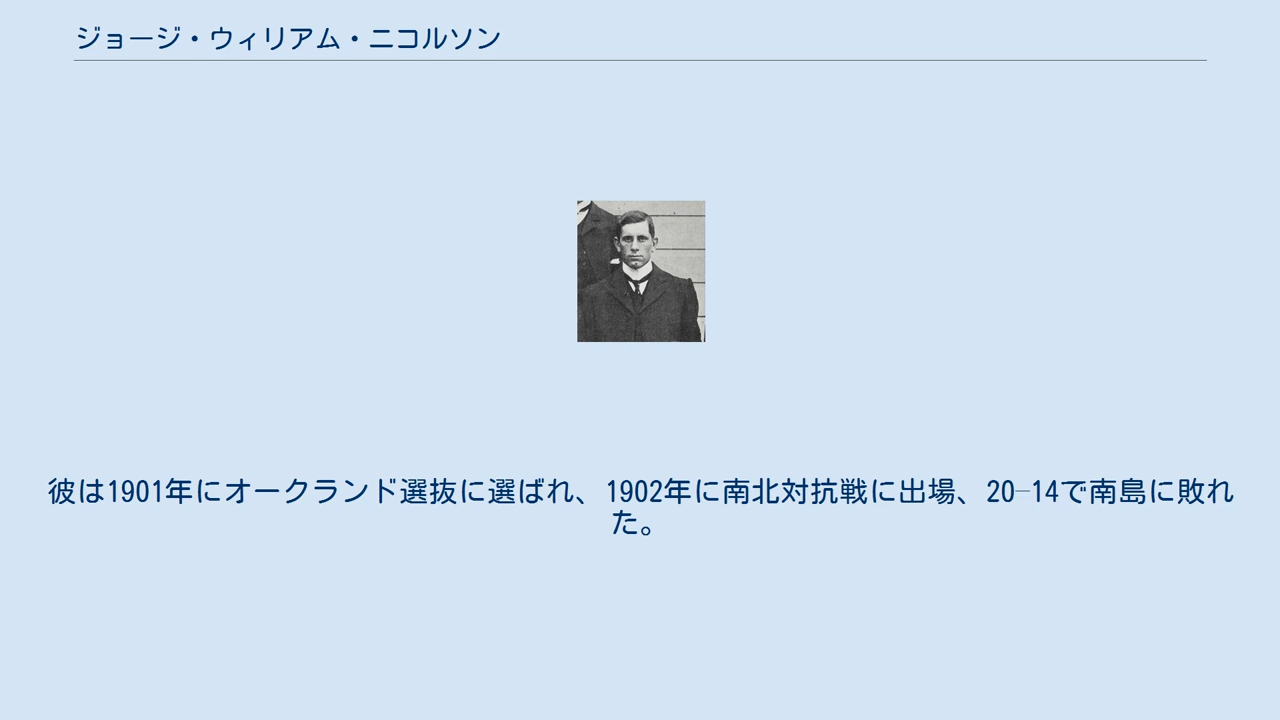 ジョージ・ウィリアム・ニコルソン
彼は1901年にオークランド選抜に選ばれ、1902年に南北対抗戦に出場、20–14で南島に敗れ
た。